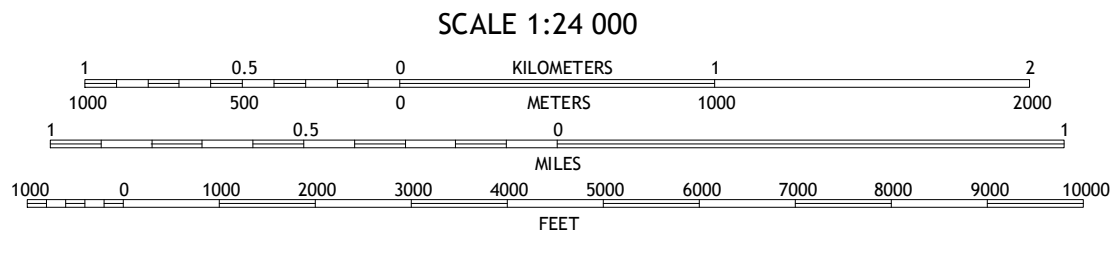 SCALE 1:24 000
1 0.5 0 KILOMETERS 1 2
1000 500 0 METERS 1000 2000
1 0.5 0 1
MILES
1000 0 1000 2000 3000 4000 5000 6000 7000 8000 9000 10000
FEET